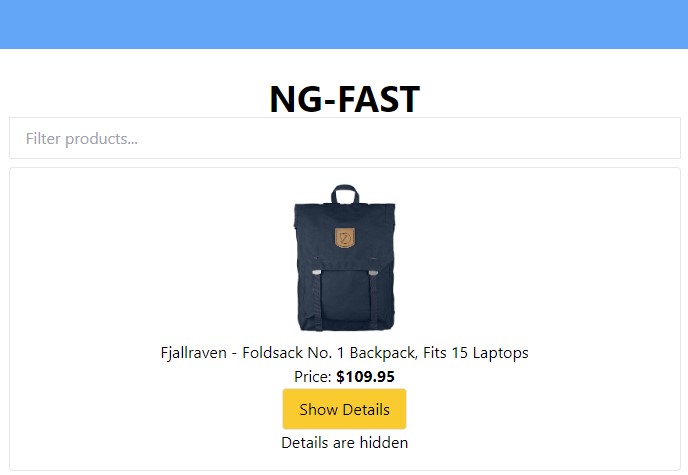 NG-FAST
Filter products...
Fjallraven - Foldsack No. 1 Backpack, Fits 15 Laptops
Price: $109.95
Show Details
Details are hidden